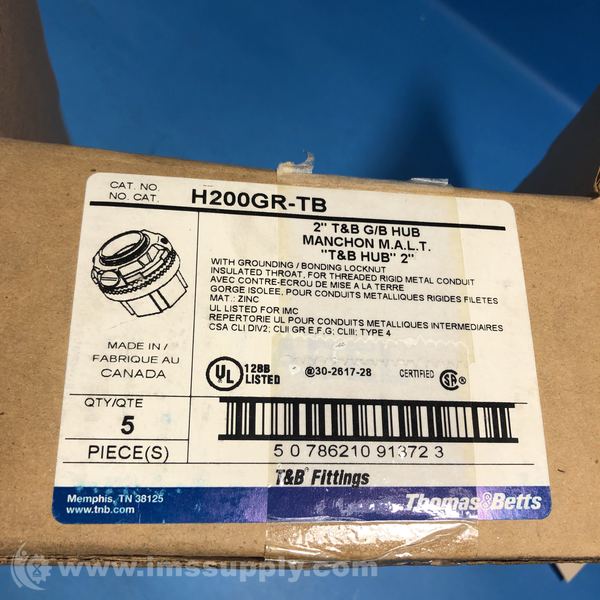 CAT. NO.
NO. CAT.
H200GR-TB
2" T&B G/B HUB
MANCHON M.A.L.T.
"T&B HUB" 2"
WITH GROUNDING / BONDING LOCKNUT
INSULATED THROAT, FOR THREADED RIGID METAL CONDUIT
AVEC CONTRE-ECROU DE MISE A LA TERRE
GORGE ISOLEE, POUR CONDUITS METALLIQUES RIGIDES FILETES
MAT.: ZINC
UL LISTED FOR IMC
REPERTORIE UL POUR CONDUITS METALLIQUES INTERMEDIAIRES
CSA CLI DIV2; CLII GR E,F,G; CLIII; TYPE 4
MADE IN /
FABRIQUE AU
CANADA
UL
12BB
LISTED
@30-2617-28
CERTIFIED SA®
QTY/QTE
5
PIECE(S)
5 0 786210 91372 3
T&B® Fittings
Memphis, TN 38125
www.tnb.com
Thomas&Betts
© www.imssupply.com